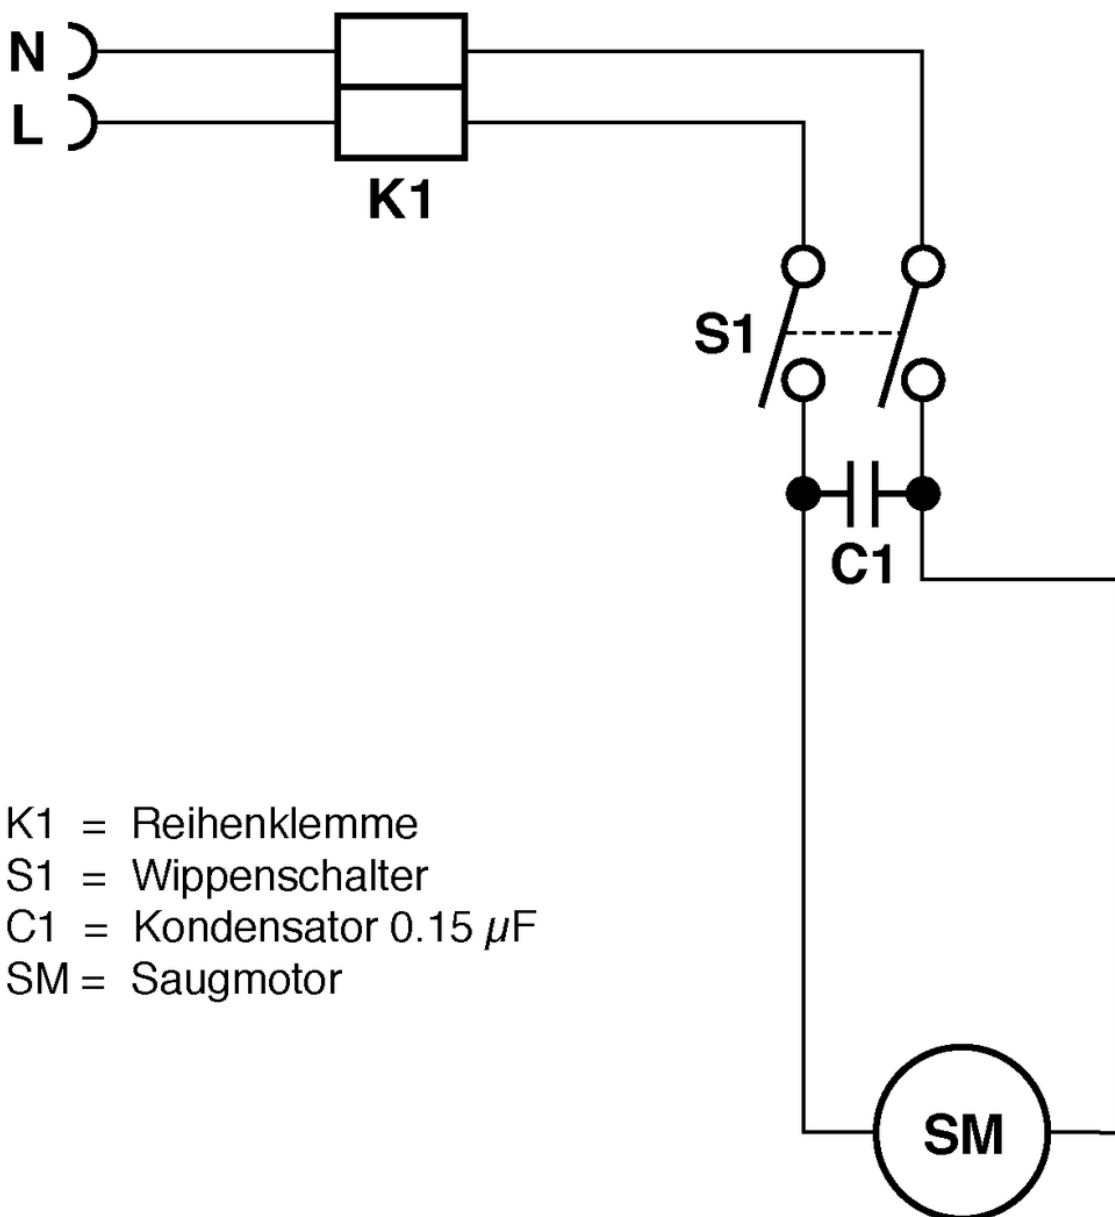 N
L
K1
S1
C1
K1 = Reihenklemme
S1 = Wippenschalter
C1 = Kondensator 0.15 µF
SM = Saugmotor
SM